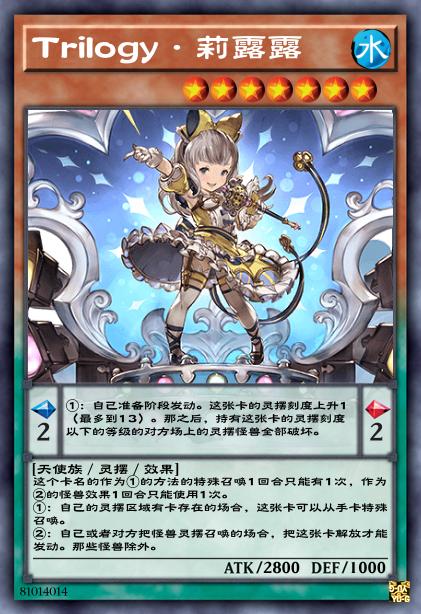 Trilogy・莉露露
水
①：自己准备阶段发动。这张卡的灵摆刻度上升1
（最多到13）。那之后，持有这张卡的灵摆刻度
以下的等级的对方场上的灵摆怪兽全部破坏。
2
2
[天使族／灵摆／效果]
这个卡名的作为①的方法的特殊召唤1回合只能有1次，作为
②的怪兽效果1回合只能使用1次。
①：自己的灵摆区域有卡存在的场合，这张卡可以从手卡特殊
召唤。
②：自己或者对方把怪兽灵摆召唤的场合，把这张卡解放才能
发动。那些怪兽除外。
ATK/2800 DEF/1000
81014014